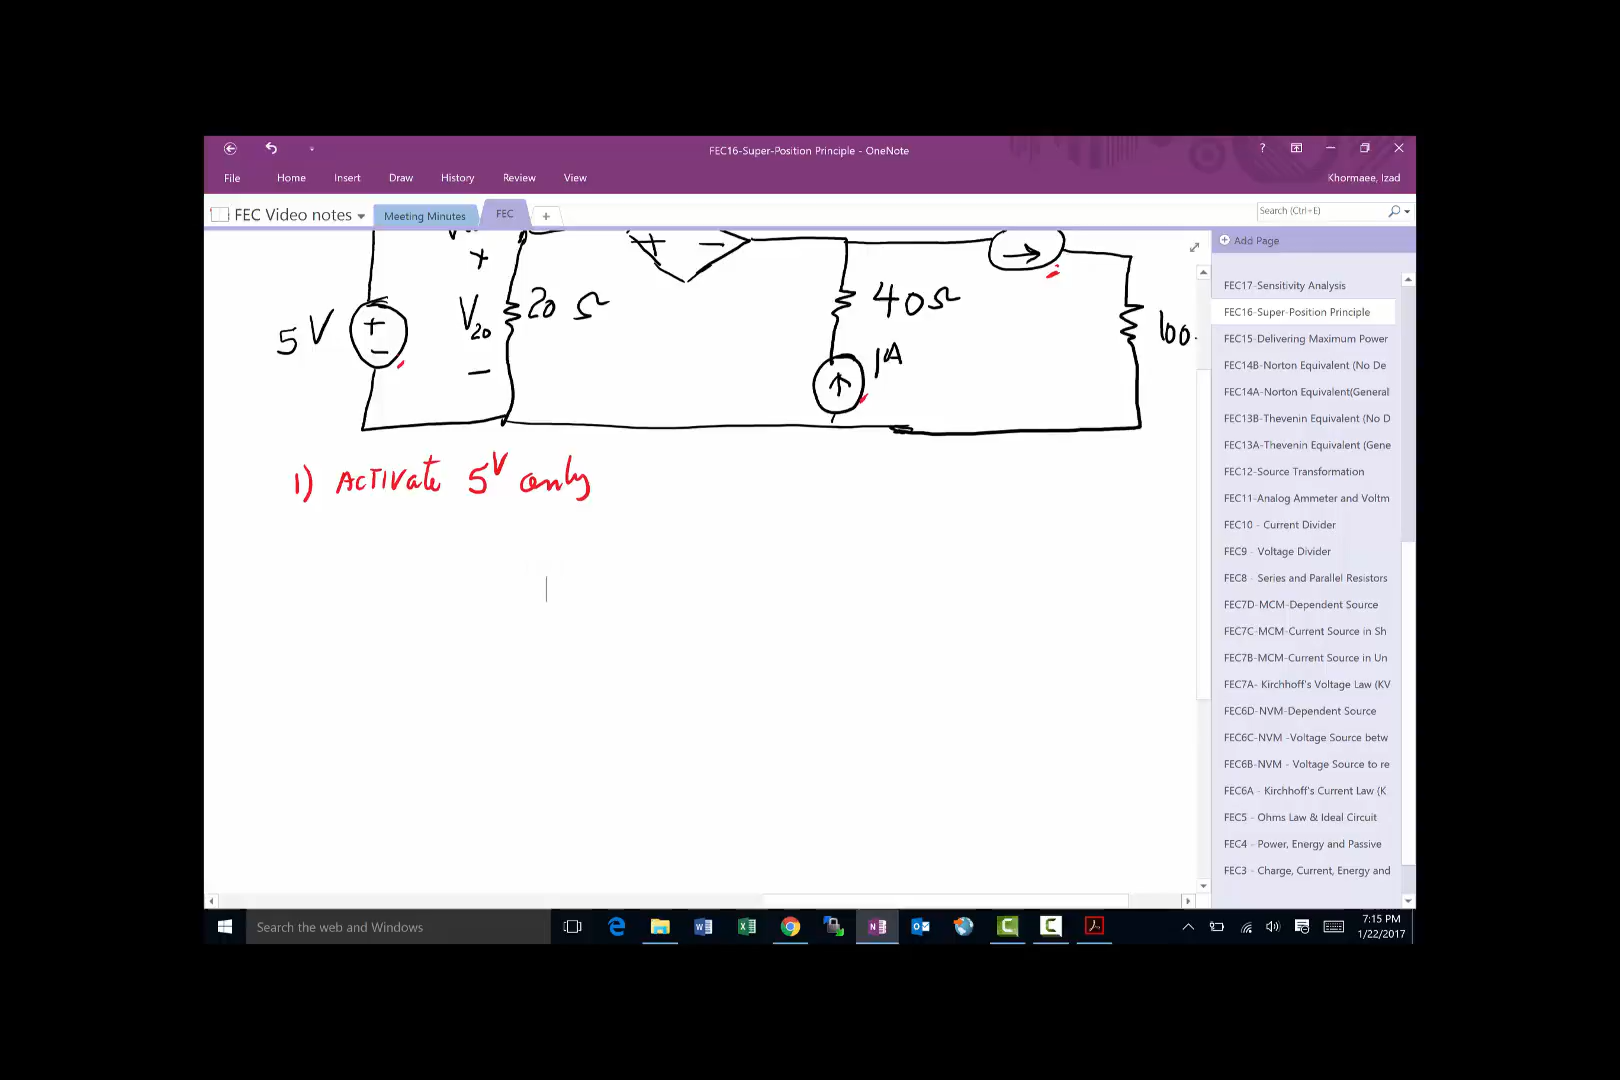 FEC16-Super-Position Principle - OneNote
?
File Home Insert Draw History Review View
Khormaee, Izad
FEC Video notes
Meeting Minutes
FEC
+
Search (Ctrl+E)
Add Page
+
V20
−
20 Ω
+ −
→
5 V
+
−
40Ω
1A
↑
100
1) Activate 5V only
FEC17-Sensitivity Analysis
FEC16-Super-Position Principle
FEC15-Delivering Maximum Power
FEC14B-Norton Equivalent (No De
FEC14A-Norton Equivalent(General
FEC13B-Thevenin Equivalent (No D
FEC13A-Thevenin Equivalent (Gene
FEC12-Source Transformation
FEC11-Analog Ammeter and Voltm
FEC10 - Current Divider
FEC9 - Voltage Divider
FEC8 - Series and Parallel Resistors
FEC7D-MCM-Dependent Source
FEC7C-MCM-Current Source in Sh
FEC7B-MCM-Current Source in Un
FEC7A- Kirchhoff's Voltage Law (KV
FEC6D-NVM-Dependent Source
FEC6C-NVM -Voltage Source betw
FEC6B-NVM - Voltage Source to re
FEC6A - Kirchhoff's Current Law (K
FEC5 - Ohms Law & Ideal Circuit
FEC4 - Power, Energy and Passive
FEC3 - Charge, Current, Energy and
Search the web and Windows
7:15 PM
1/22/2017